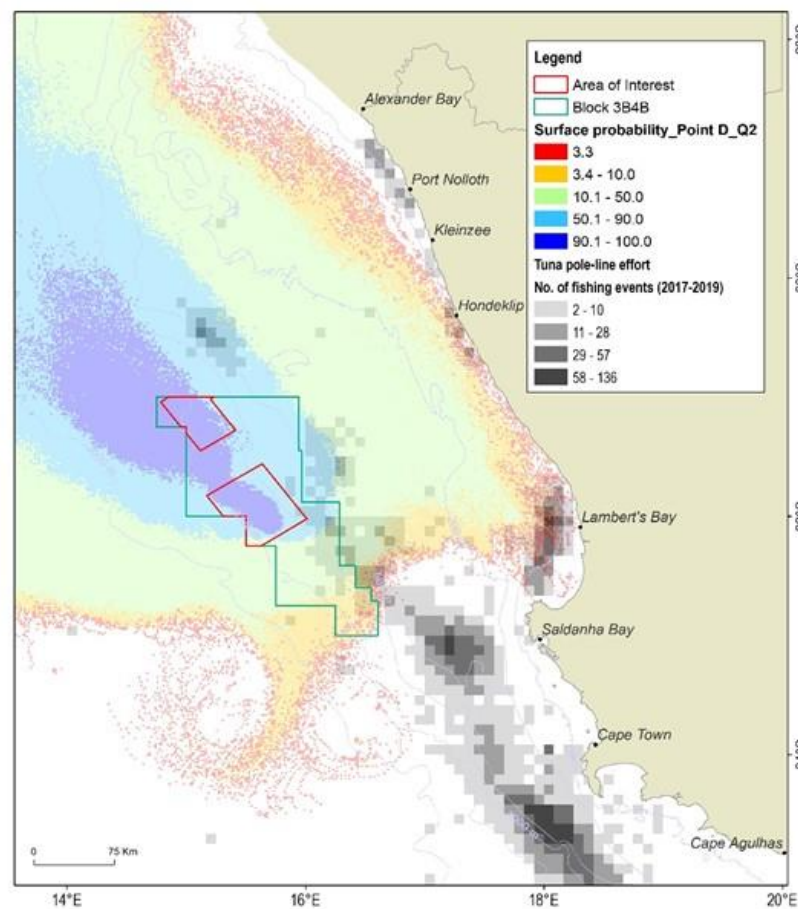 Legend
Area of Interest
Block 3B4B
Surface probability_Point D_Q2
3.3
3.4 - 10.0
10.1 - 50.0
50.1 - 90.0
90.1 - 100.0
Tuna pole-line effort
No. of fishing events (2017-2019)
2 - 10
11 - 28
29 - 57
58 - 136
Alexander Bay
Port Nolloth
Kleinzee
Hondeklip
Lambert's Bay
Saldanha Bay
Cape Town
Cape Agulhas
0 75 Km
14°E 16°E 18°E 20°E